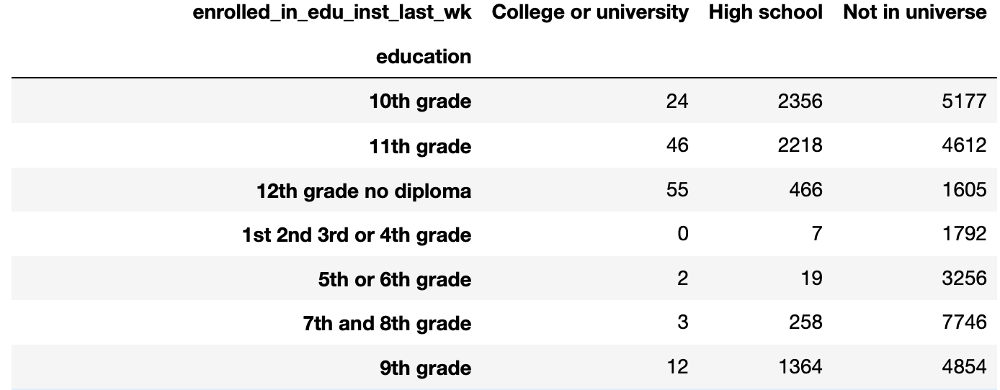 enrolled_in_edu_inst_last_wk College or university High school Not in universe
education
10th grade 24 2356 5177
11th grade 46 2218 4612
12th grade no diploma 55 466 1605
1st 2nd 3rd or 4th grade 0 7 1792
5th or 6th grade 2 19 3256
7th and 8th grade 3 258 7746
9th grade 12 1364 4854